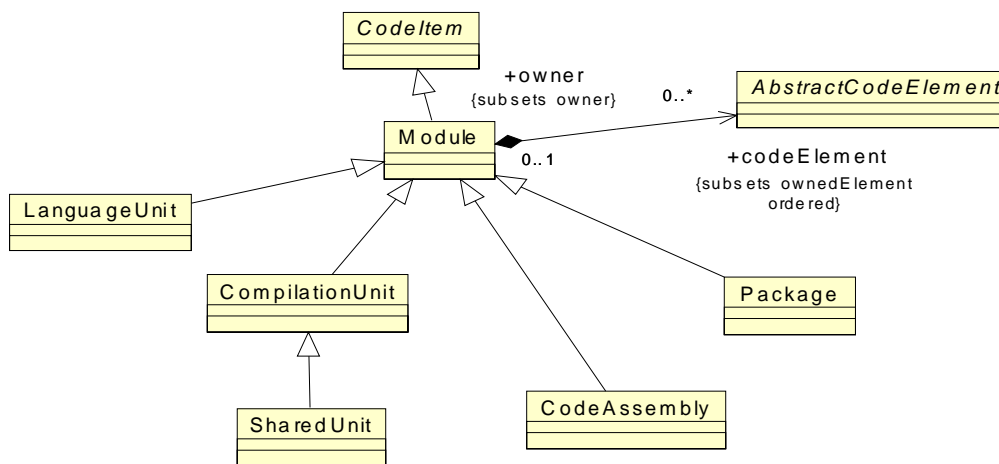 CodeItem
+owner
{subsets owner}
0..*
AbstractCodeElement
Module
0..1
+codeElement
{subsets ownedElement
ordered}
LanguageUnit
CompilationUnit
Package
SharedUnit
CodeAssembly